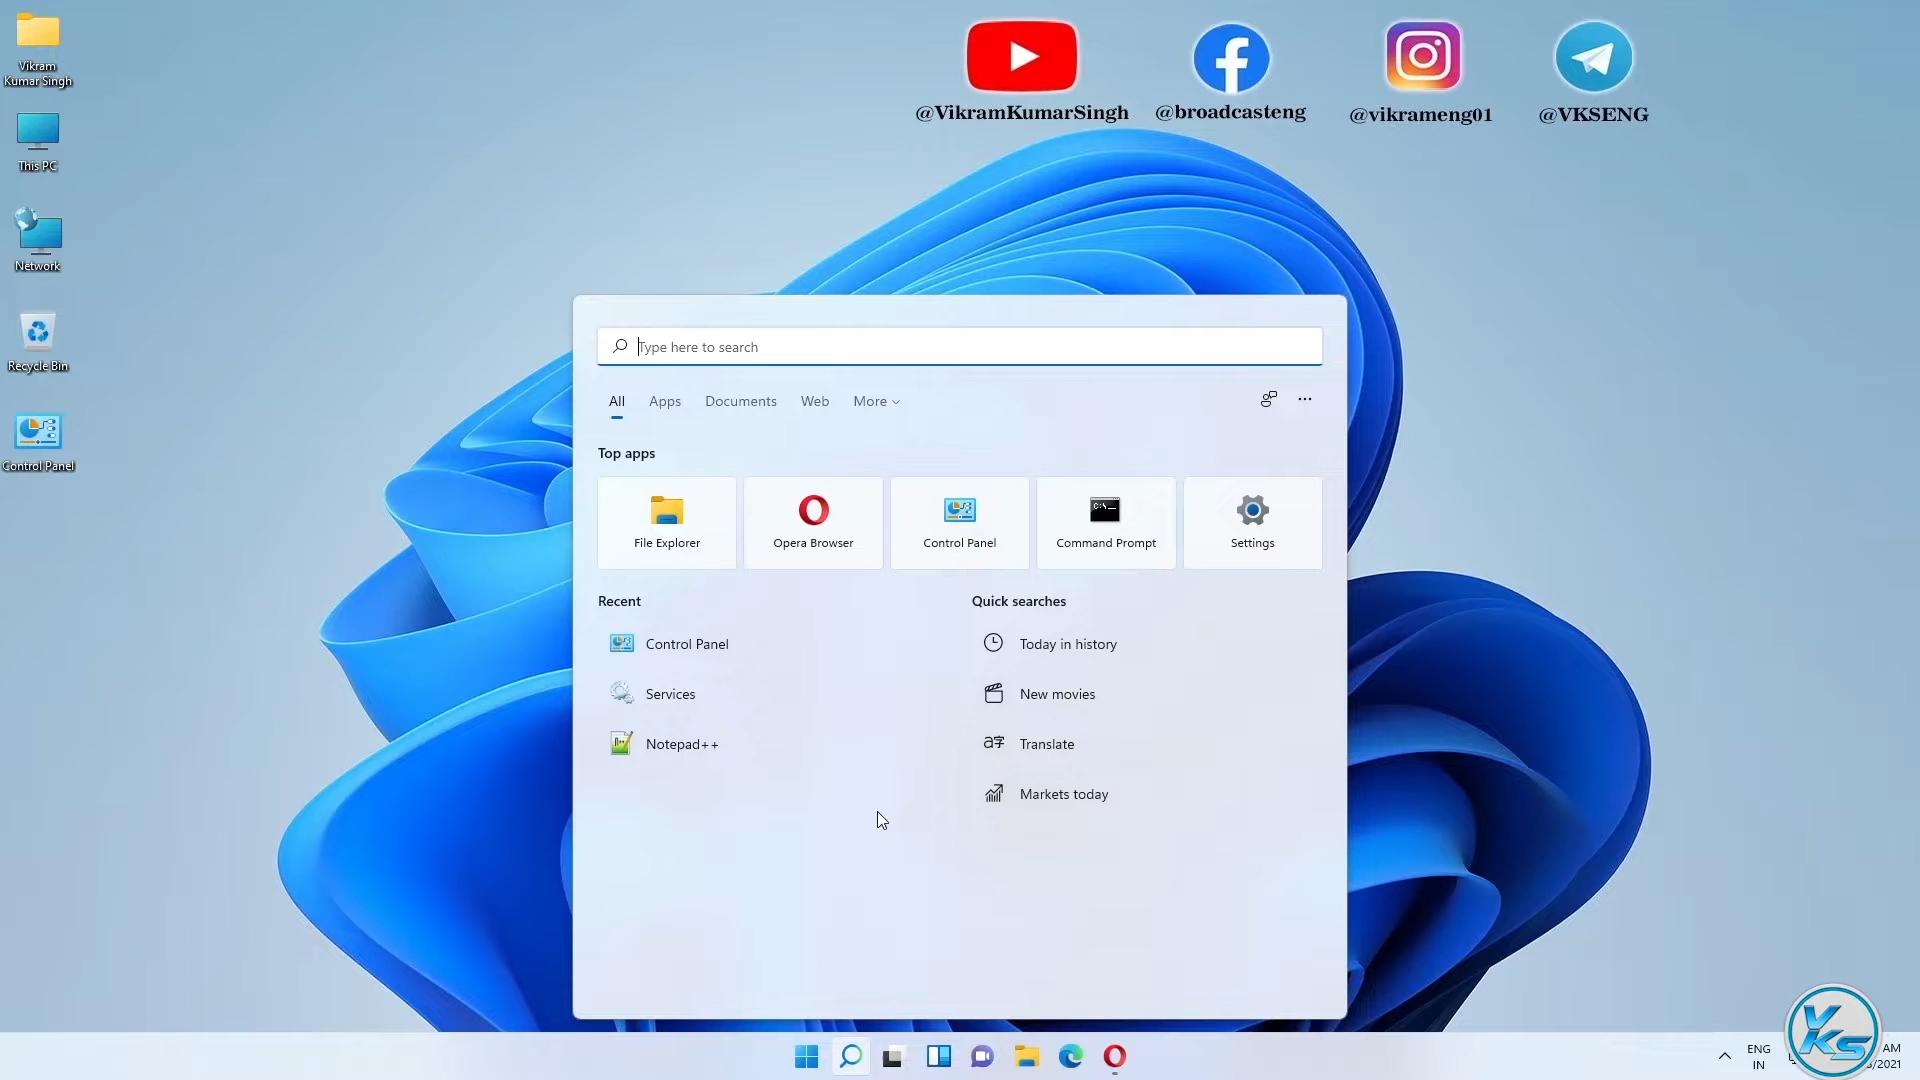 Vikram
Kumar Singh
This PC
Network
Recycle Bin
Control Panel
@VikramKumarSingh
@broadcasteng
@vikrameng01
@VKSENG
Type here to search
All
Apps
Documents
Web
More
Top apps
File Explorer
Opera Browser
Control Panel
C:\_
Command Prompt
Settings
Recent
Control Panel
Services
Notepad++
Quick searches
Today in history
New movies
Translate
Markets today
ENG
IN
AM
/2021
VKS